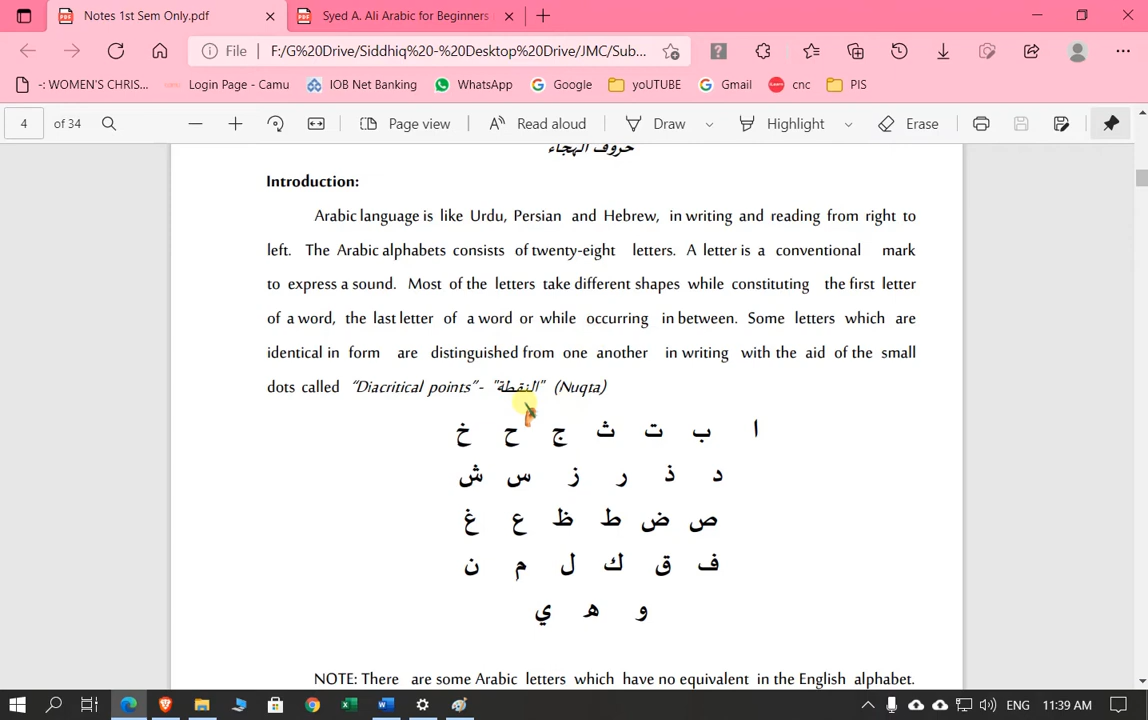 Notes 1st Sem Only.pdf
Syed A. Ali Arabic for Beginners
File F:/G%20Drive/Siddhiq%20-%20Desktop%20Drive/JMC/Sub...
-: WOMEN'S CHRIS... Login Page - Camu IOB Net Banking WhatsApp Google yoUTUBE Gmail cnc PIS
4 of 34 Page view Read aloud Draw Highlight Erase
حروف الهجاء
Introduction:
Arabic language is like Urdu, Persian and Hebrew, in writing and reading from right to
left. The Arabic alphabets consists of twenty-eight letters. A letter is a conventional mark
to express a sound. Most of the letters take different shapes while constituting the first letter
of a word, the last letter of a word or while occurring in between. Some letters which are
identical in form are distinguished from one another in writing with the aid of the small
dots called "Diacritical points"- "النقطة" (Nuqta)
ا ب ت ث ج ح خ
د ذ ر ز س ش
ص ض ط ظ ع غ
ف ق ك ل م ن
و ه ي
NOTE: There are some Arabic letters which have no equivalent in the English alphabet.
ENG 11:39 AM